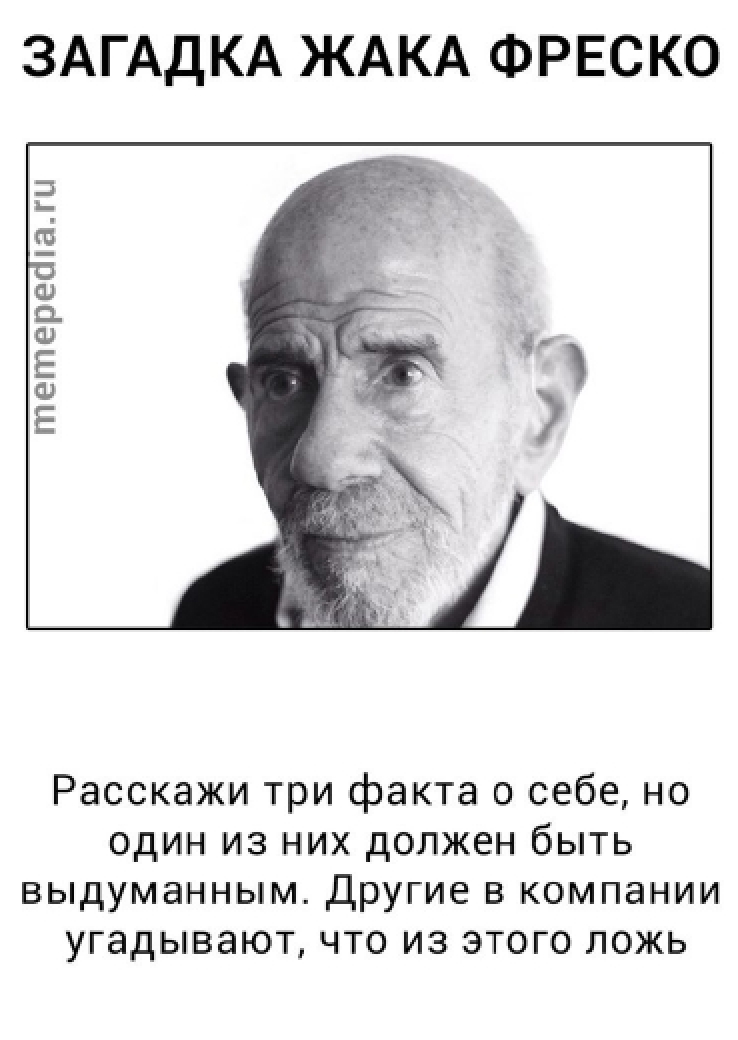 ЗАГАДКА ЖАКА ФРЕСКО
memepedia.ru
Расскажи три факта о себе, но
один из них должен быть
выдуманным. Другие в компании
угадывают, что из этого ложь